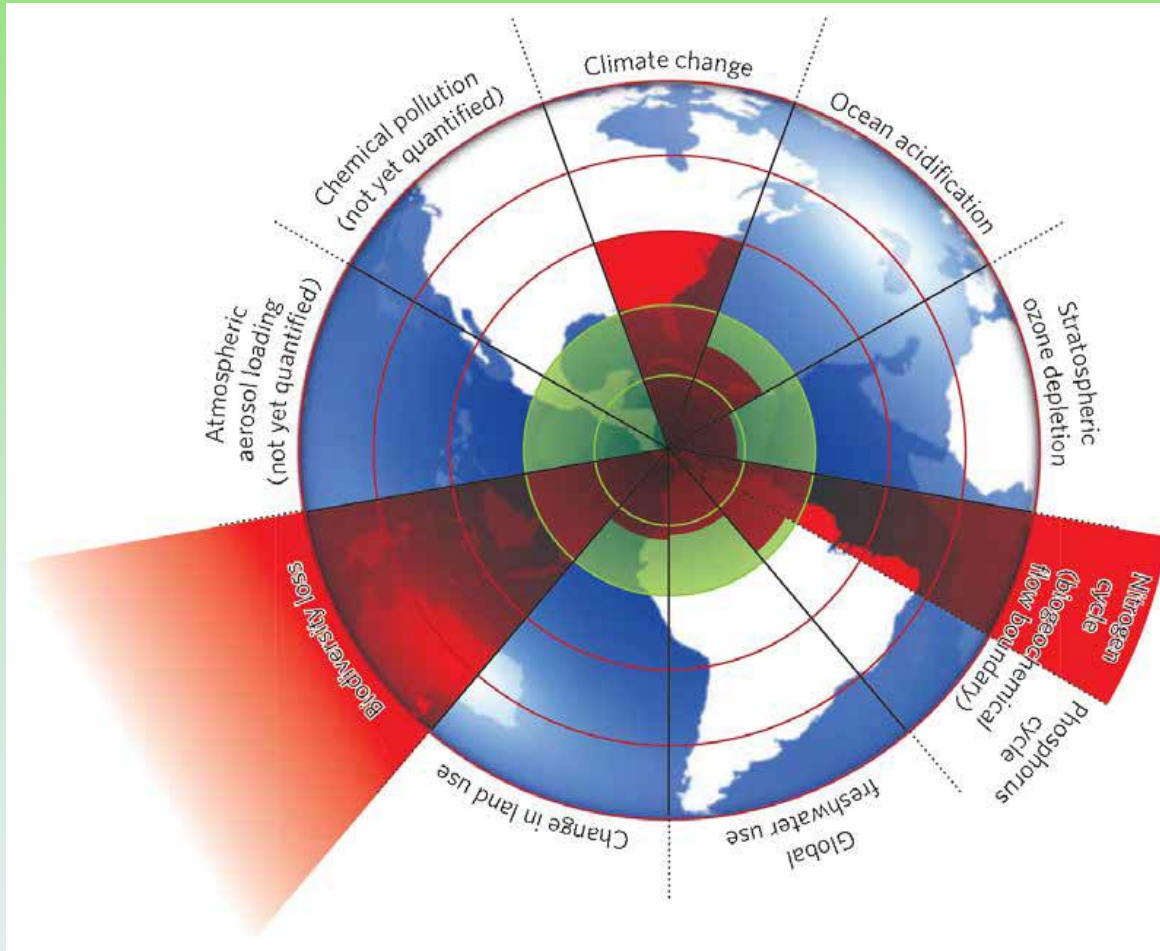 Climate change
Ocean acidification
Stratospheric
ozone depletion
Nitrogen
cycle
(biogeochemical
flow boundary)
Phosphorus
cycle
Global
freshwater use
Change in land use
Biodiversity loss
Atmospheric
aerosol loading
(not yet quantified)
Chemical pollution
(not yet quantified)